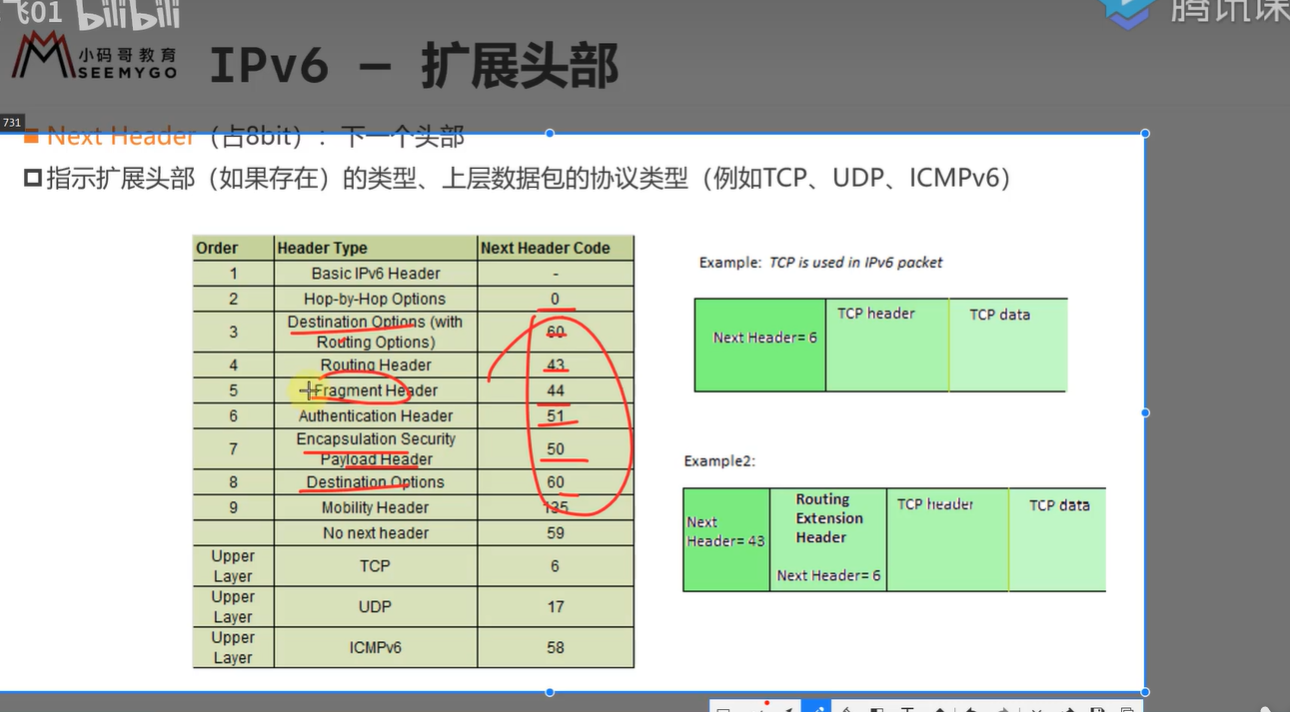 飞01 bilibili
腾讯课
小码哥教育
SEEMYGO
IPv6 – 扩展头部
731
Next Header（占8bit）：下一个头部
指示扩展头部（如果存在）的类型、上层数据包的协议类型（例如TCP、UDP、ICMPv6）
Order Header Type Next Header Code
1 Basic IPv6 Header -
2 Hop-by-Hop Options 0
3 Destination Options (with
Routing Options) 60
4 Routing Header 43
5 Fragment Header 44
6 Authentication Header 51
7 Encapsulation Security
Payload Header 50
8 Destination Options 60
9 Mobility Header 135
No next header 59
Upper
Layer TCP 6
Upper
Layer UDP 17
Upper
Layer ICMPv6 58
Example: TCP is used in IPv6 packet
Next Header= 6
TCP header
TCP data
Example2:
Next
Header= 43
Routing
Extension
Header
Next Header= 6
TCP header
TCP data